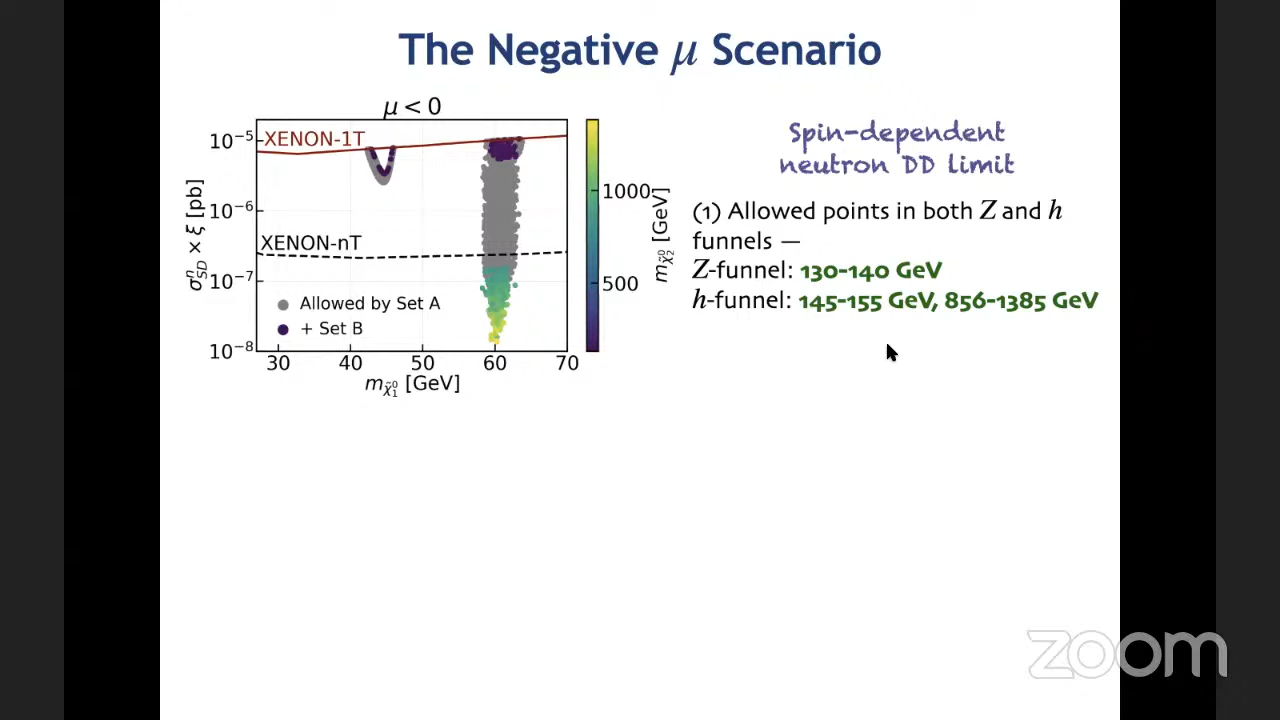 The Negative μ Scenario
μ < 0
XENON-1T
XENON-nT
Allowed by Set A
+ Set B
10⁻⁵
10⁻⁶
10⁻⁷
10⁻⁸
σⁿ_SD × ξ [pb]
30 40 50 60 70
m_χ̃⁰₁ [GeV]
1000
500
m_χ̃⁰₂ [GeV]
Spin-dependent
neutron DD limit
(1) Allowed points in both Z and h
funnels —
Z-funnel: 130-140 GeV
h-funnel: 145-155 GeV, 856-1385 GeV
zoom